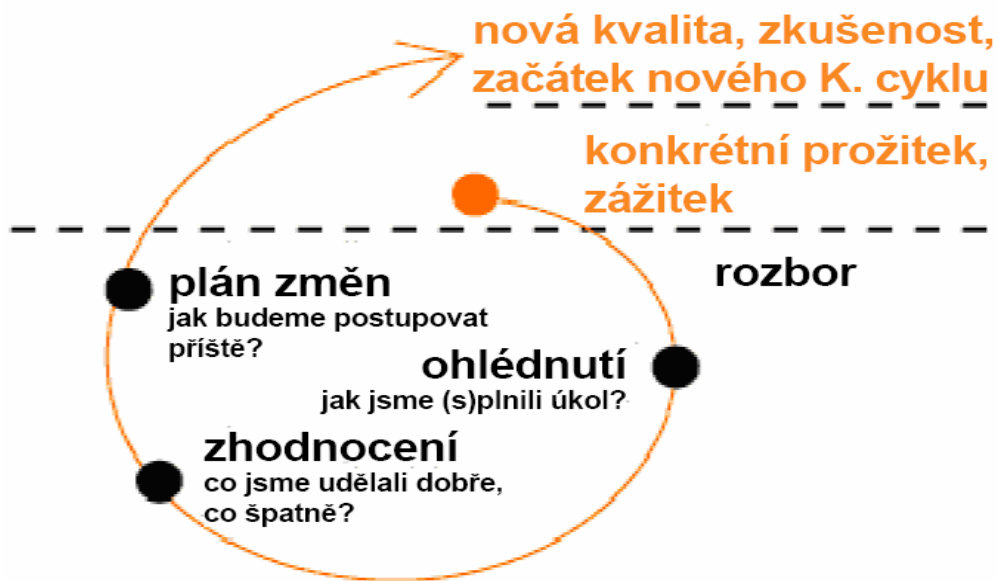 nová kvalita, zkušenost,
začátek nového K. cyklu
konkrétní prožitek,
zážitek
rozbor
plán změn
jak budeme postupovat
příště?
ohlédnutí
jak jsme (s)plnili úkol?
zhodnocení
co jsme udělali dobře,
co špatně?